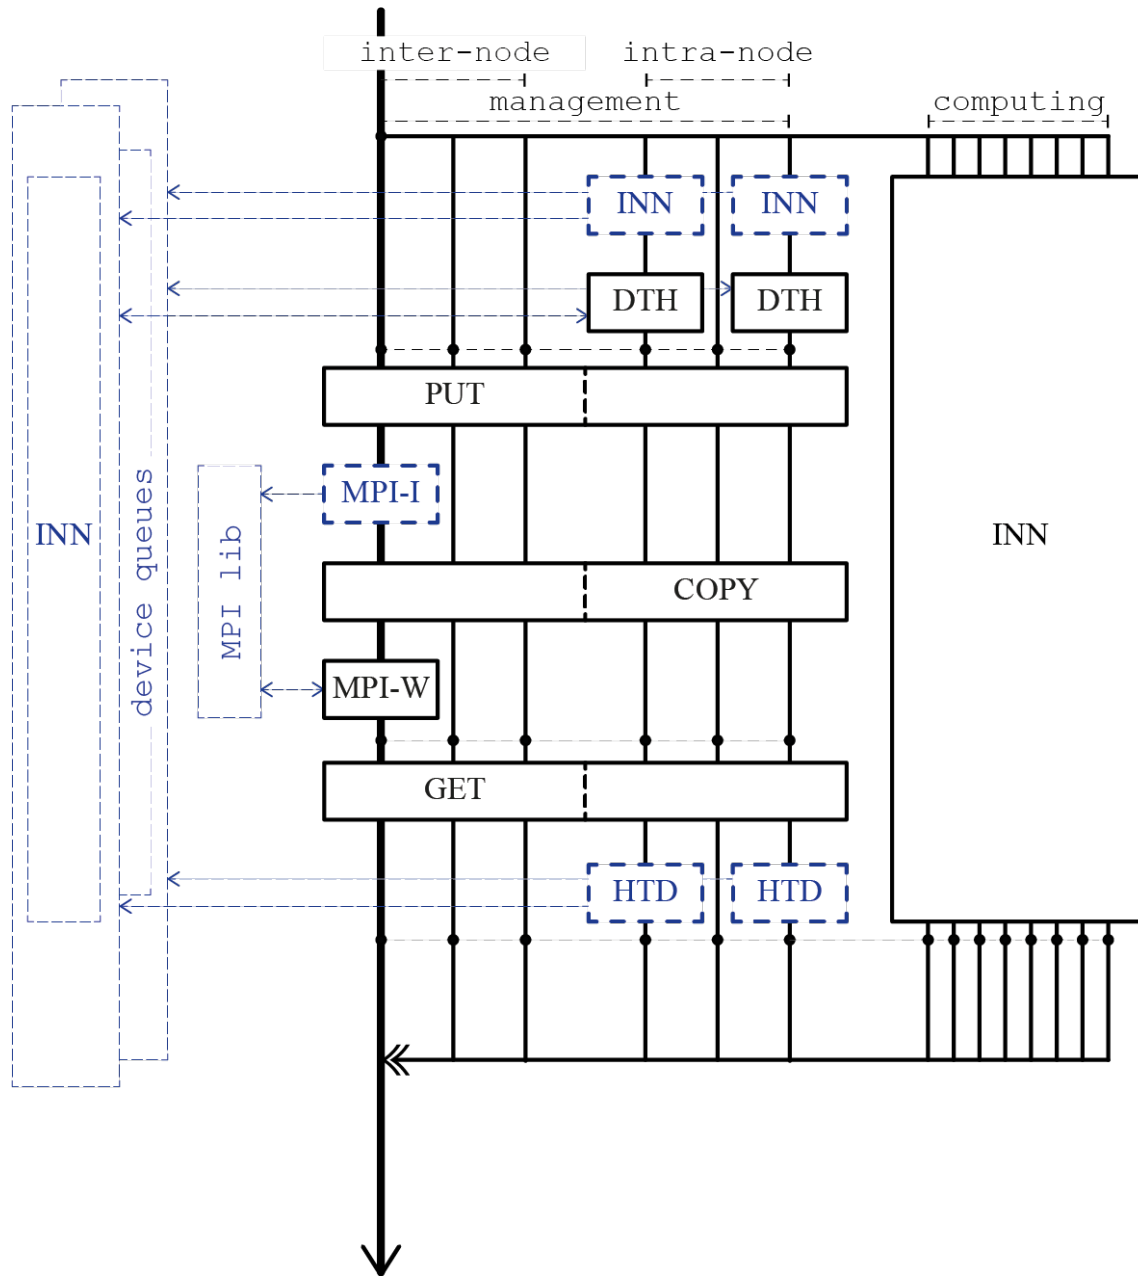 inter-node
intra-node
management
computing
INN
INN
DTH
DTH
PUT
MPI-I
INN
device queues
MPI lib
INN
COPY
MPI-W
GET
HTD
HTD